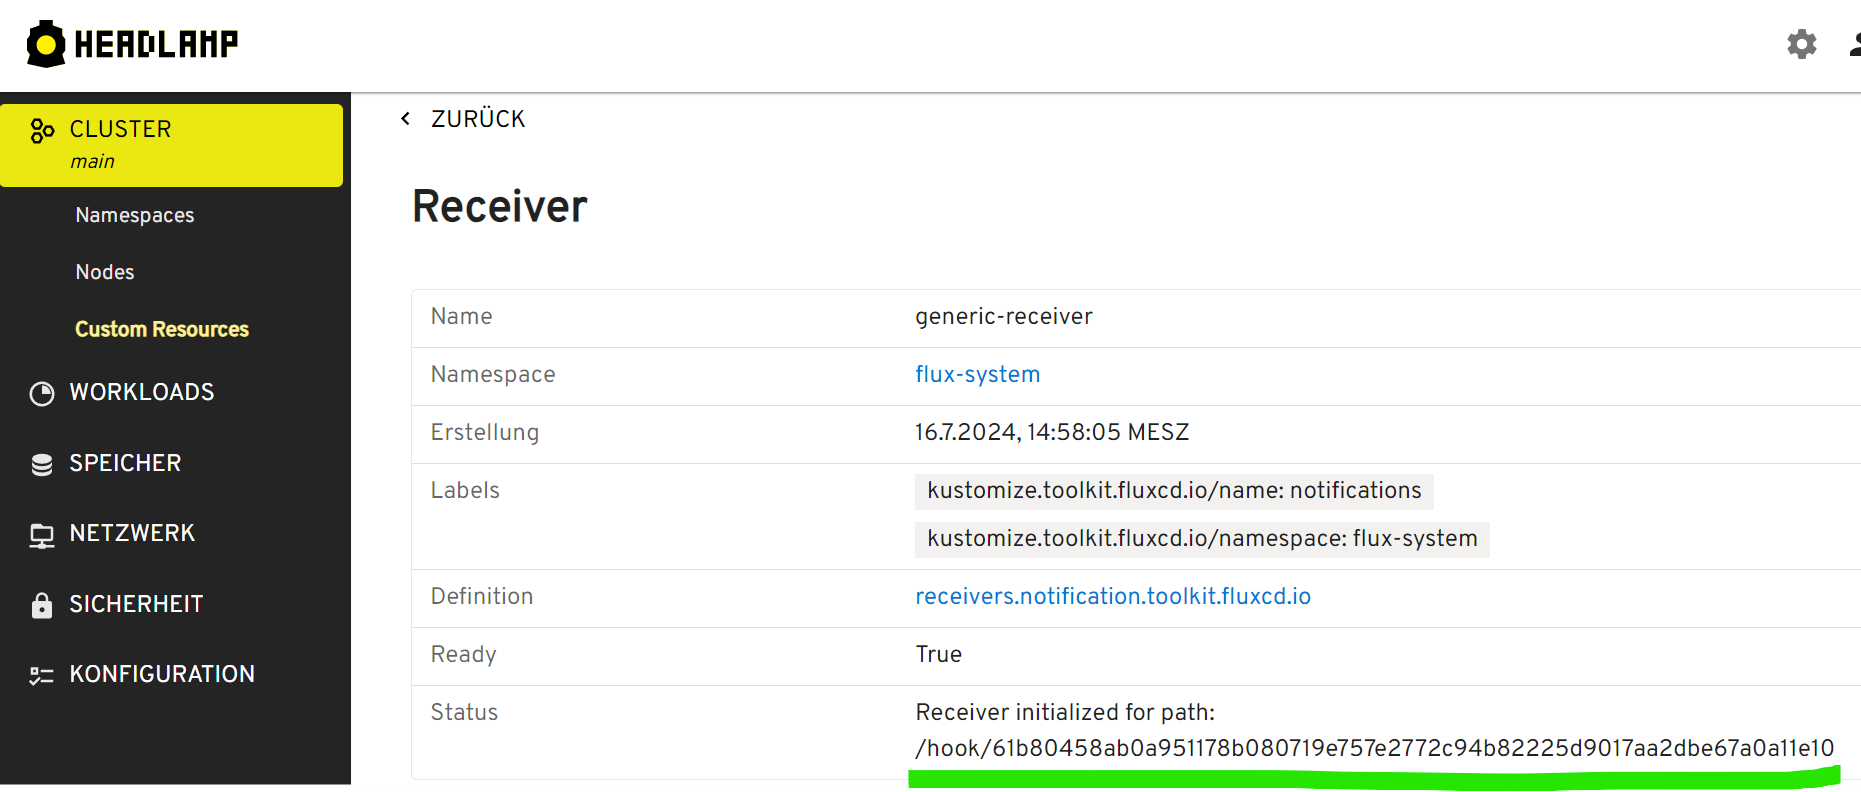 HEADLAMP
CLUSTER
main
Namespaces
Nodes
Custom Resources
WORKLOADS
SPEICHER
NETZWERK
SICHERHEIT
KONFIGURATION
ZURÜCK
Receiver
Name generic-receiver
Namespace flux-system
Erstellung 16.7.2024, 14:58:05 MESZ
Labels kustomize.toolkit.fluxcd.io/name: notifications
kustomize.toolkit.fluxcd.io/namespace: flux-system
Definition receivers.notification.toolkit.fluxcd.io
Ready True
Status Receiver initialized for path:
/hook/61b80458ab0a951178b080719e757e2772c94b82225d9017aa2dbe67a0a11e10